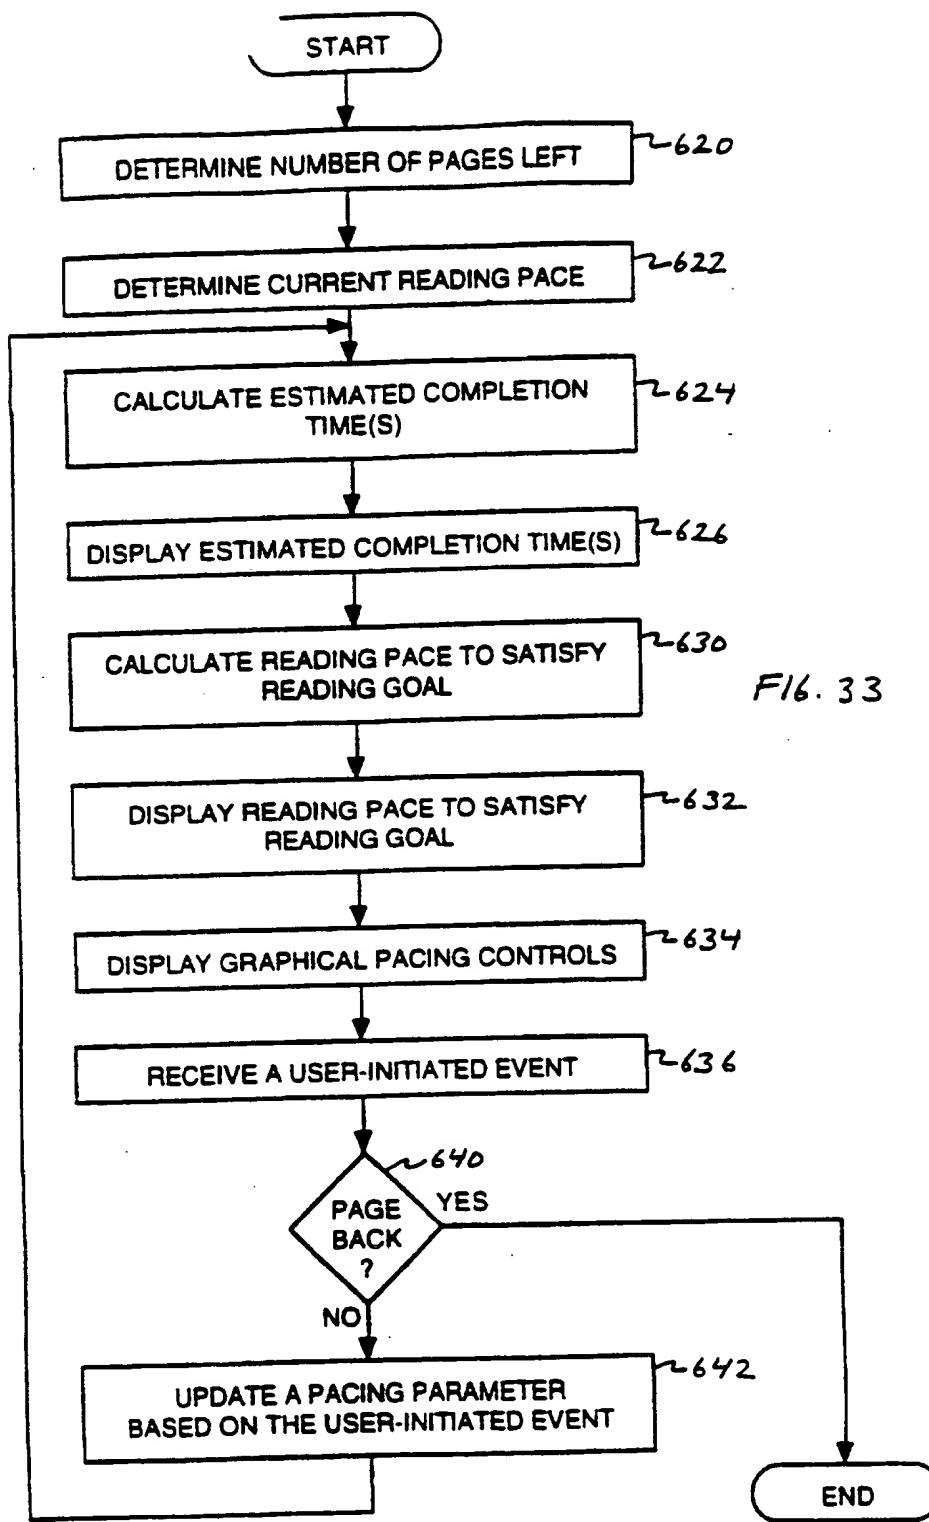 START
DETERMINE NUMBER OF PAGES LEFT
620
DETERMINE CURRENT READING PACE
622
CALCULATE ESTIMATED COMPLETION
TIME(S)
624
DISPLAY ESTIMATED COMPLETION TIME(S)
626
CALCULATE READING PACE TO SATISFY
READING GOAL
630
FIG. 33
DISPLAY READING PACE TO SATISFY
READING GOAL
632
DISPLAY GRAPHICAL PACING CONTROLS
634
RECEIVE A USER-INITIATED EVENT
636
640
PAGE
BACK
?
YES
NO
UPDATE A PACING PARAMETER
BASED ON THE USER-INITIATED EVENT
642
END